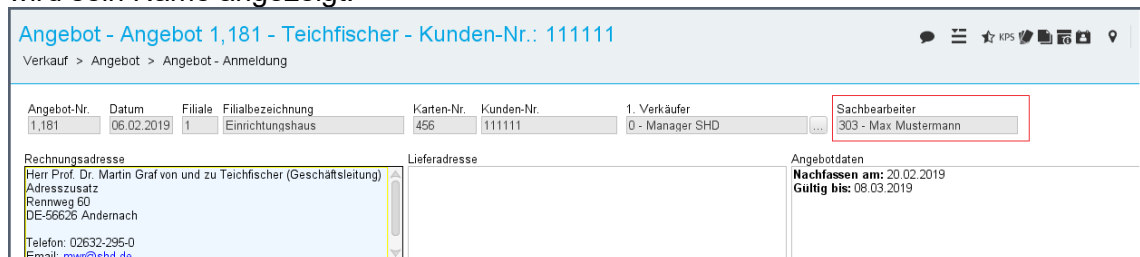 wird sein Name angezeigt.
Angebot - Angebot 1,181 - Teichfischer - Kunden-Nr.: 111111
KPS
Verkauf > Angebot > Angebot - Anmeldung
Angebot-Nr. Datum Filiale Filialbezeichnung Karten-Nr. Kunden-Nr. 1. Verkäufer Sachbearbeiter
1,181 06.02.2019 1 Einrichtungshaus 456 111111 0 - Manager SHD ... 303 - Max Mustermann
Rechnungsadresse Lieferadresse Angebotdaten
Herr Prof. Dr. Martin Graf von und zu Teichfischer (Geschäftsleitung) Nachfassen am: 20.02.2019
Adresszusatz Gültig bis: 08.03.2019
Rennweg 60
DE-56626 Andernach
Telefon: 02632-295-0
Email: mwr@shd.de